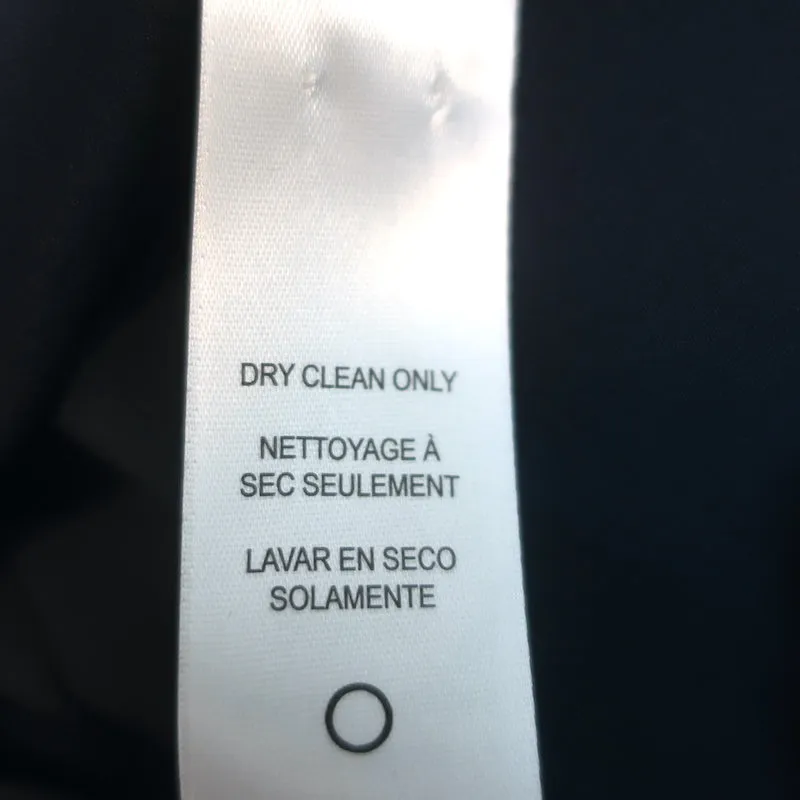 DRY CLEAN ONLY
NETTOYAGE À
SEC SEULEMENT
LAVAR EN SECO
SOLAMENTE